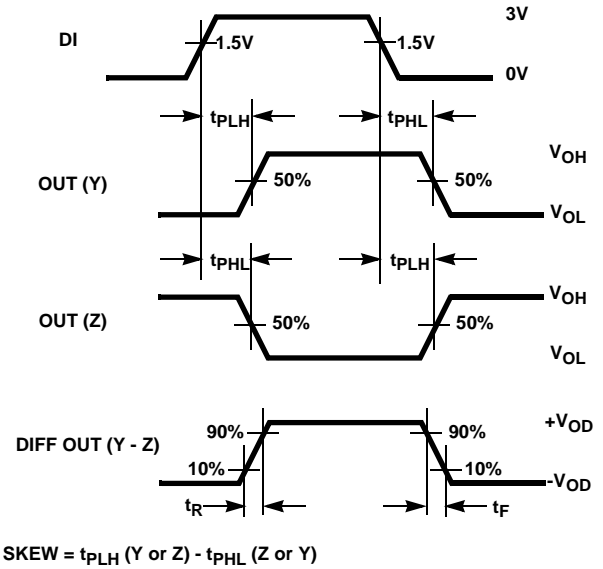 3V
DI
1.5V
1.5V
0V
tPLH
tPHL
VOH
OUT (Y)
50%
50%
VOL
tPHL
tPLH
VOH
OUT (Z)
50%
50%
VOL
+VOD
DIFF OUT (Y - Z)
90%
90%
10%
10%
-VOD
tR
tF
SKEW = tPLH (Y or Z) - tPHL (Z or Y)